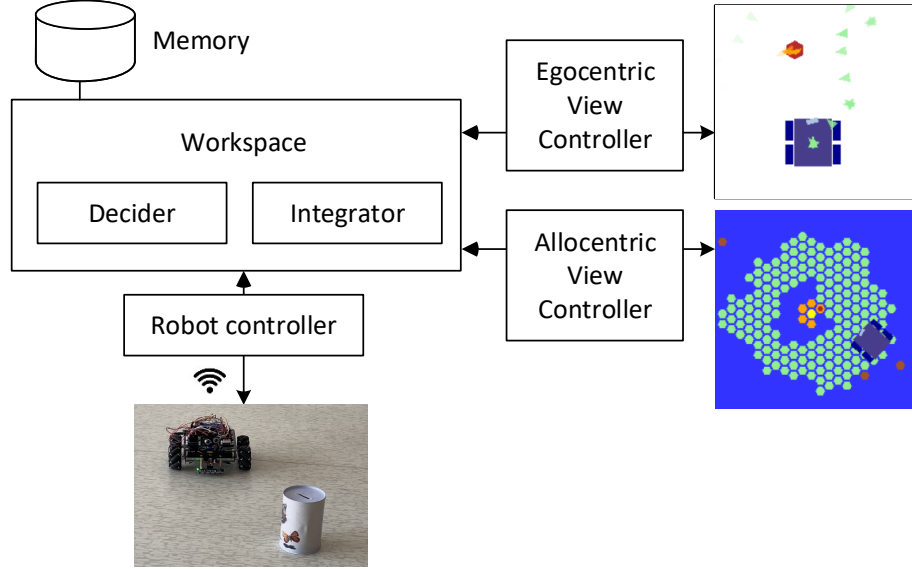 Memory
Workspace
Decider
Integrator
Egocentric
View
Controller
Allocentric
View
Controller
Robot controller